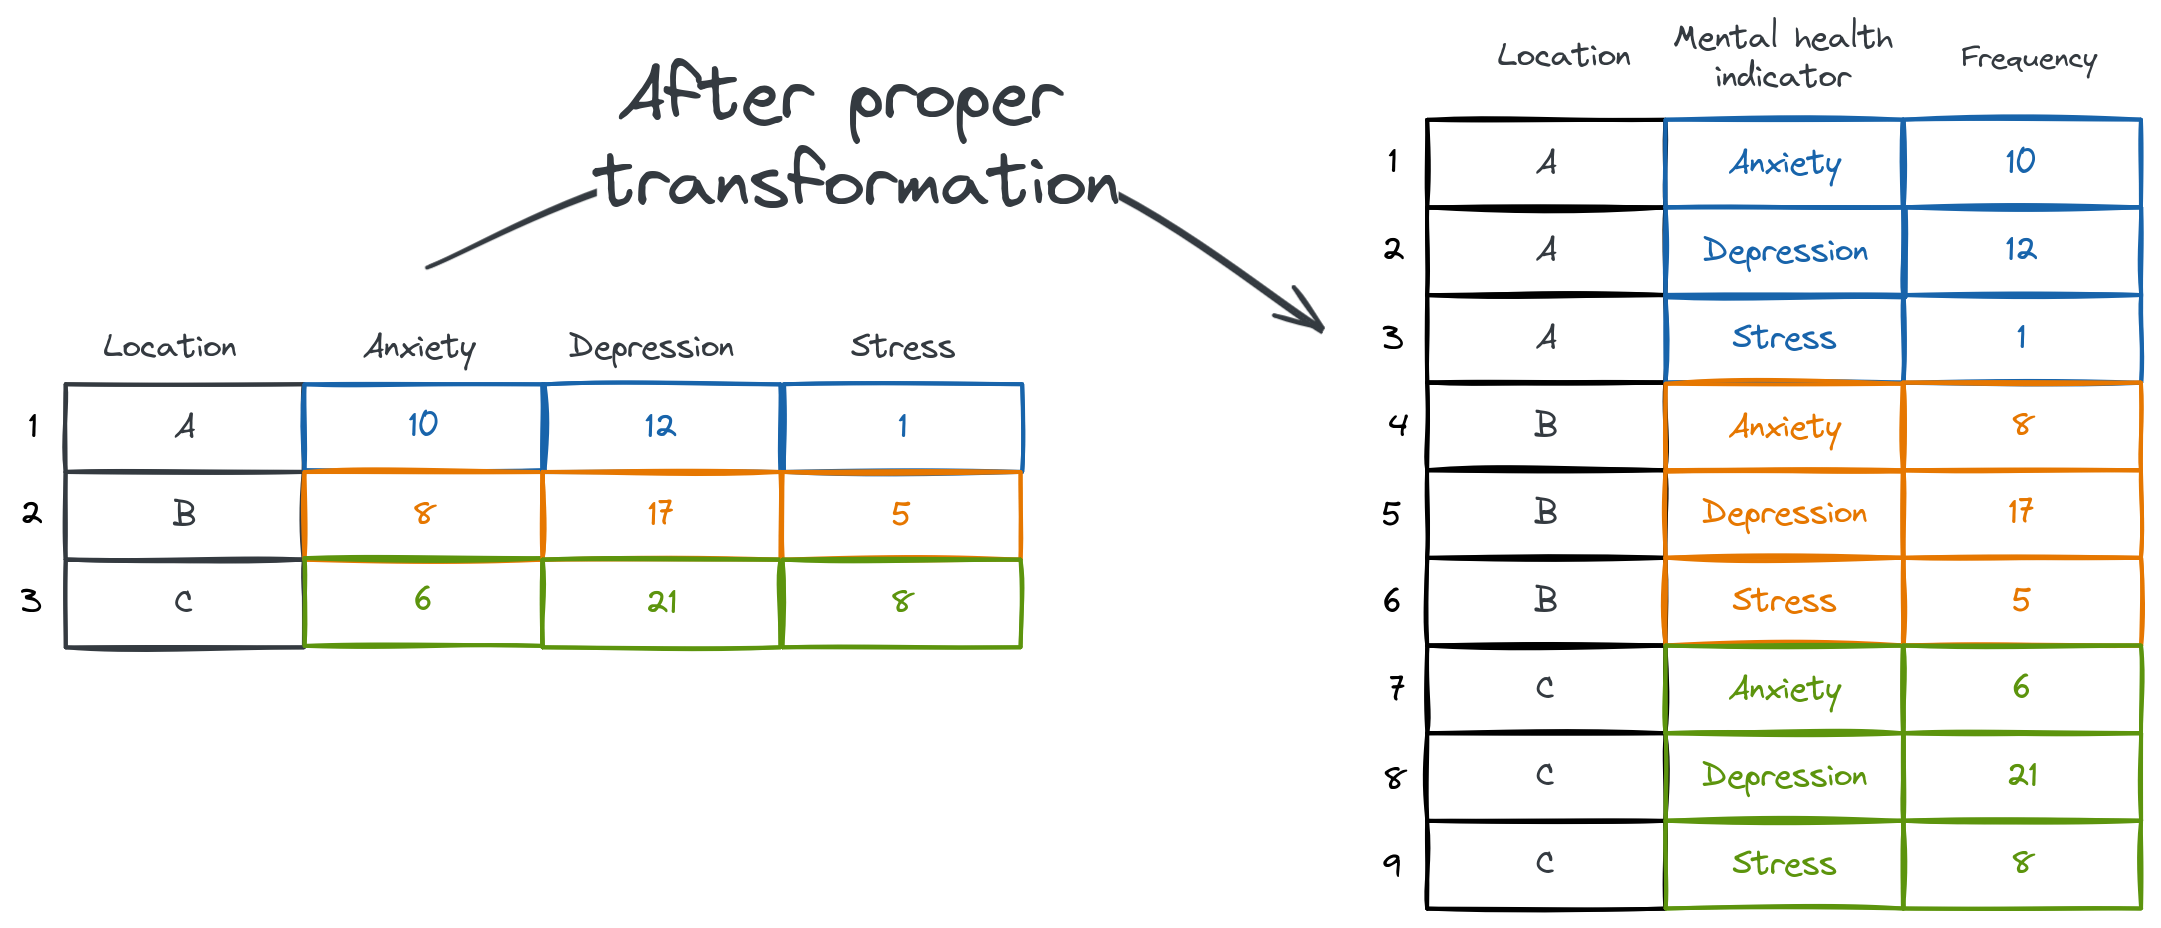 After proper
transformation
Location Anxiety Depression Stress
1 A 10 12 1
2 B 8 17 5
3 C 6 21 8
Location Mental health indicator Frequency
1 A Anxiety 10
2 A Depression 12
3 A Stress 1
4 B Anxiety 8
5 B Depression 17
6 B Stress 5
7 C Anxiety 6
8 C Depression 21
9 C Stress 8